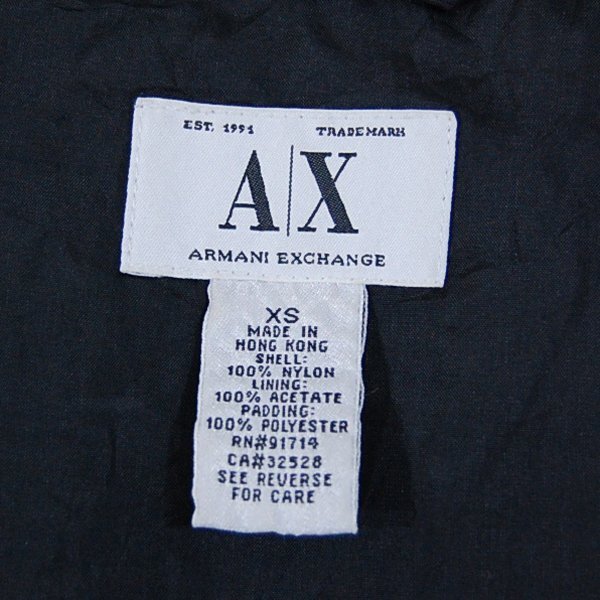 EST. 1991 TRADEMARK
A|X
ARMANI EXCHANGE
XS
MADE IN
HONG KONG
SHELL:
100% NYLON
LINING:
100% ACETATE
PADDING:
100% POLYESTER
RN#91714
CA#32528
SEE REVERSE
FOR CARE